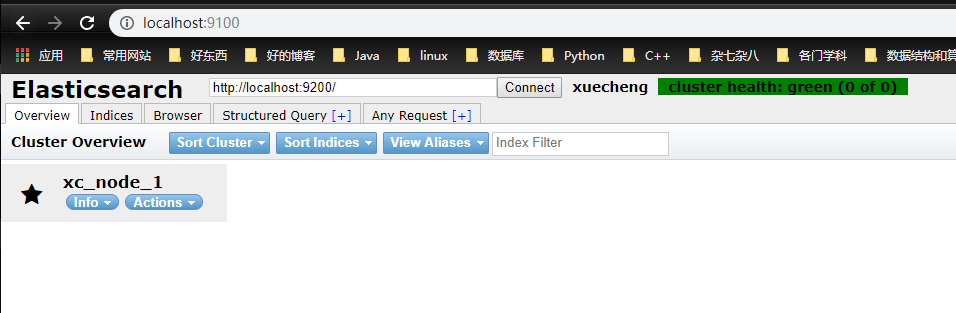 localhost:9100
应用 常用网站 好东西 好的博客 Java linux 数据库 Python C++ 杂七杂八 各门学科 数据结构和算
Elasticsearch http://localhost:9200/ Connect xuecheng cluster health: green (0 of 0)
Overview Indices Browser Structured Query [+] Any Request [+]
Cluster Overview Sort Cluster Sort Indices View Aliases Index Filter
xc_node_1
Info Actions